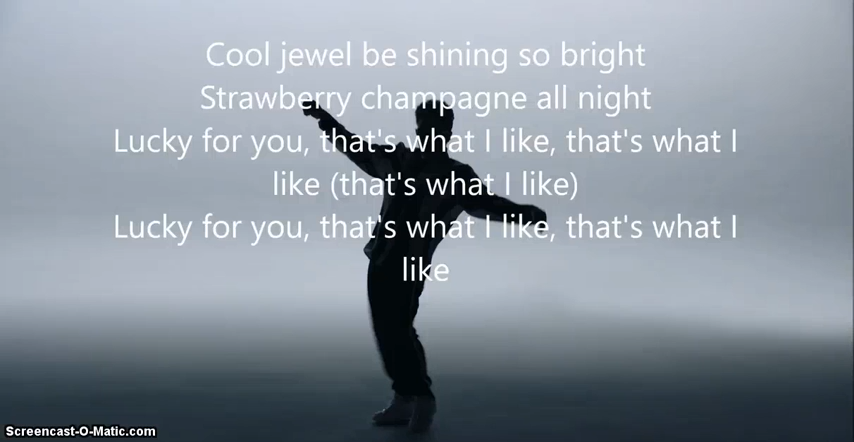 Cool jewel be shining so bright
Strawberry champagne all night
Lucky for you, that's what I like, that's what I
like (that's what I like)
Lucky for you, that's what I like, that's what I
like
Screencast-O-Matic.com